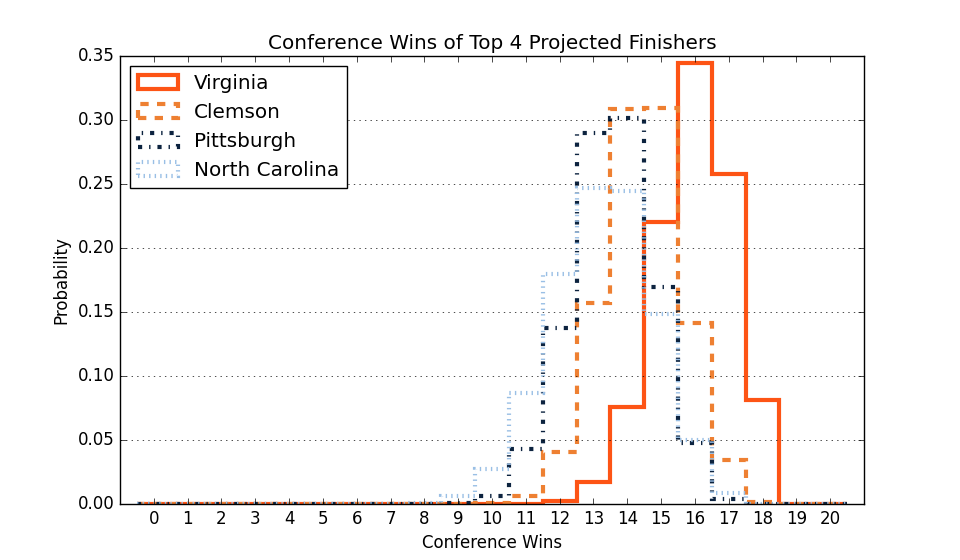 Conference Wins of Top 4 Projected Finishers
Virginia
Clemson
Pittsburgh
North Carolina
Probability
0.35
0.30
0.25
0.20
0.15
0.10
0.05
0.00
0 1 2 3 4 5 6 7 8 9 10 11 12 13 14 15 16 17 18 19 20
Conference Wins